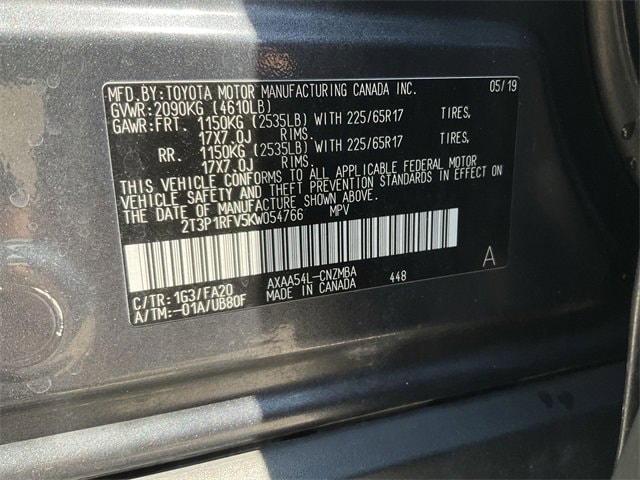 MFD.BY:TOYOTA MOTOR MANUFACTURING CANADA INC. 05/19
GVWR:2090KG (4610LB)
GAWR:FRT. 1150KG (2535LB) WITH 225/65R17 TIRES,
17X7.0J RIMS.
RR. 1150KG (2535LB) WITH 225/65R17 TIRES,
17X7.0J RIMS.
THIS VEHICLE CONFORMS TO ALL APPLICABLE FEDERAL MOTOR
VEHICLE SAFETY AND THEFT PREVENTION STANDARDS IN EFFECT ON
THE DATE OF MANUFACTURE SHOWN ABOVE.
2T3P1RFV5KW054766 MPV
A
C/TR:1G3/FA20 AXAA54L-CNZMBA 448
A/TM:-01A/UB80F MADE IN CANADA